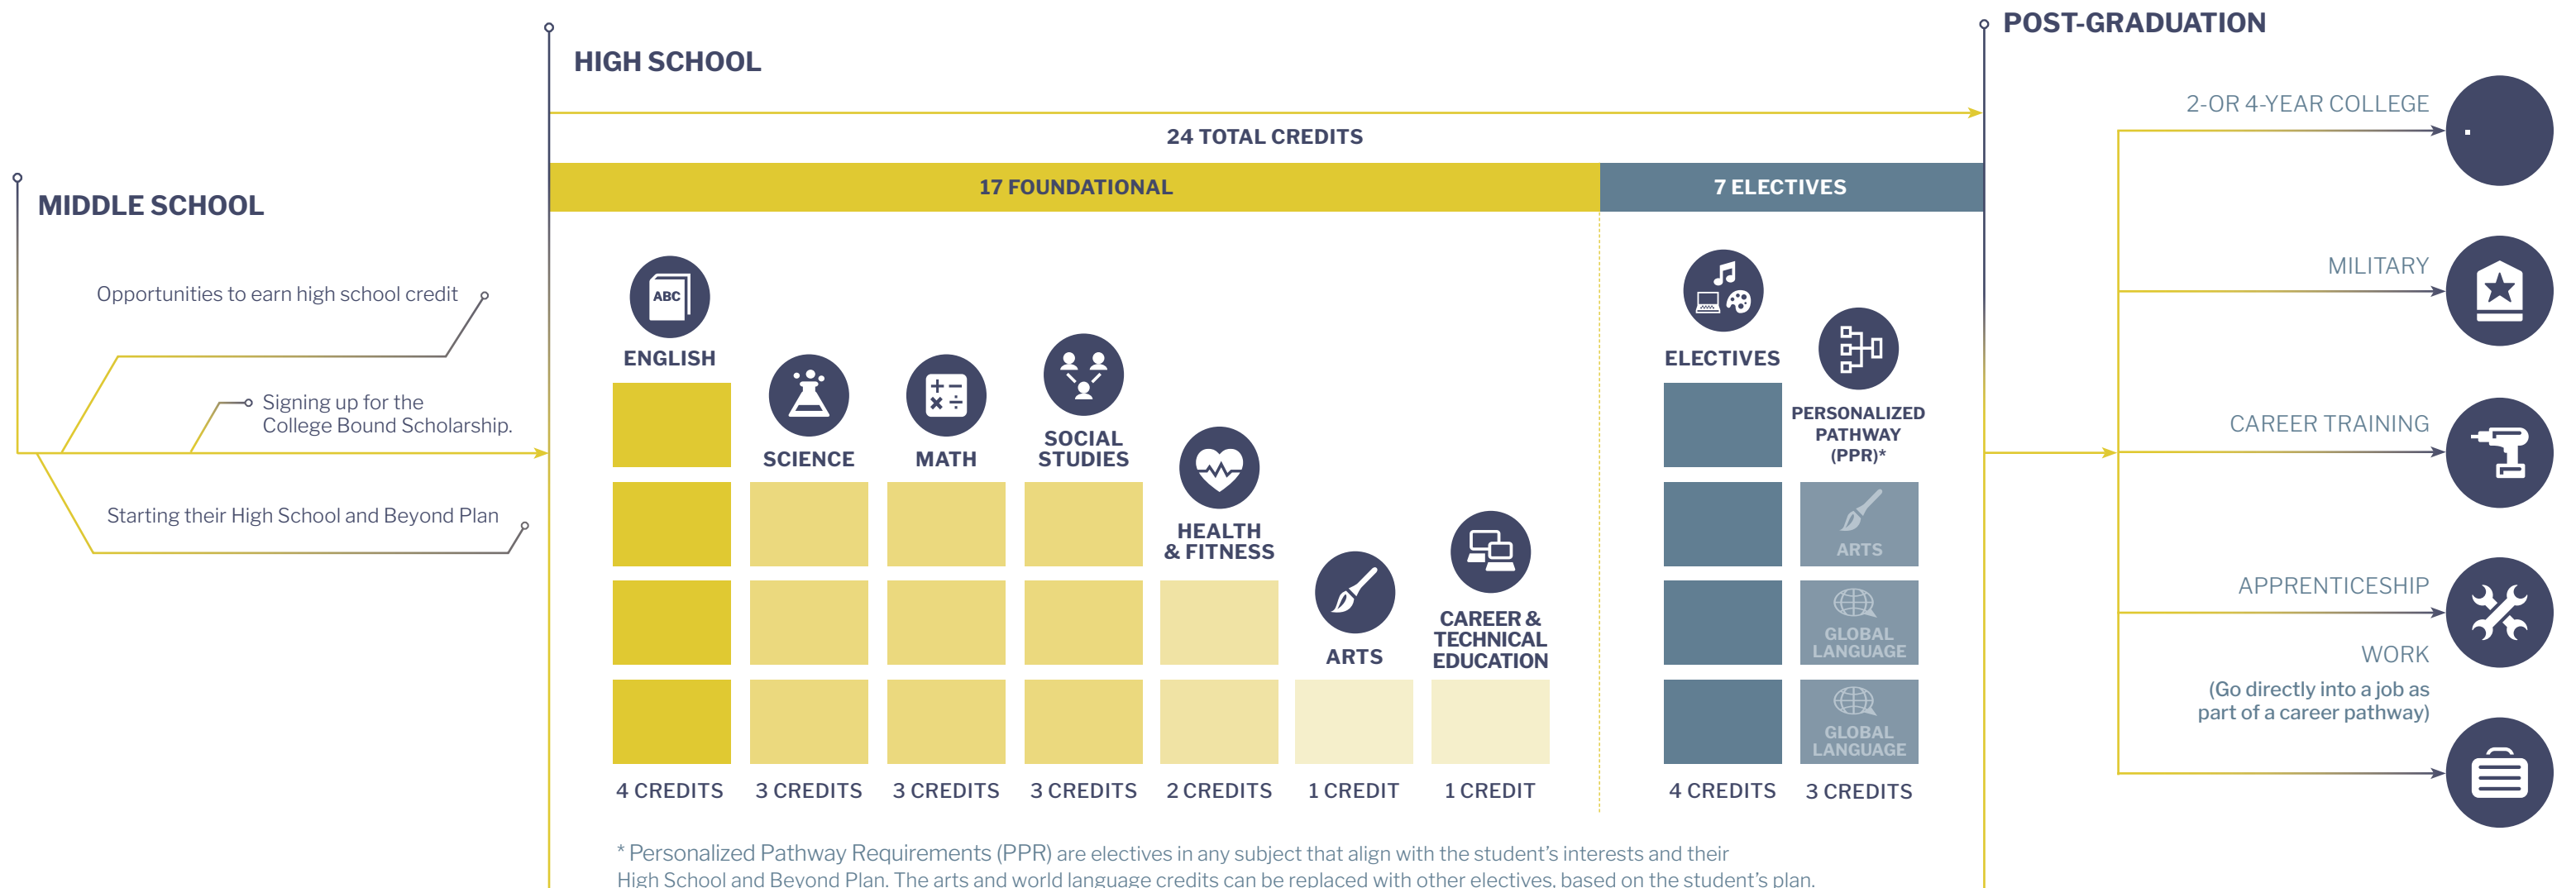 MIDDLE SCHOOL
Opportunities to earn high school credit
Signing up for the
College Bound Scholarship.
Starting their High School and Beyond Plan
HIGH SCHOOL
24 TOTAL CREDITS
17 FOUNDATIONAL
7 ELECTIVES
ABC
ENGLISH
4 CREDITS
SCIENCE
3 CREDITS
MATH
3 CREDITS
SOCIAL
STUDIES
3 CREDITS
HEALTH
& FITNESS
2 CREDITS
ARTS
1 CREDIT
CAREER &
TECHNICAL
EDUCATION
1 CREDIT
ELECTIVES
4 CREDITS
PERSONALIZED
PATHWAY
(PPR)*
ARTS
GLOBAL
LANGUAGE
GLOBAL
LANGUAGE
3 CREDITS
* Personalized Pathway Requirements (PPR) are electives in any subject that align with the student’s interests and their
High School and Beyond Plan. The arts and world language credits can be replaced with other electives, based on the student’s plan.
POST-GRADUATION
2-OR 4-YEAR COLLEGE
MILITARY
CAREER TRAINING
APPRENTICESHIP
WORK
(Go directly into a job as
part of a career pathway)